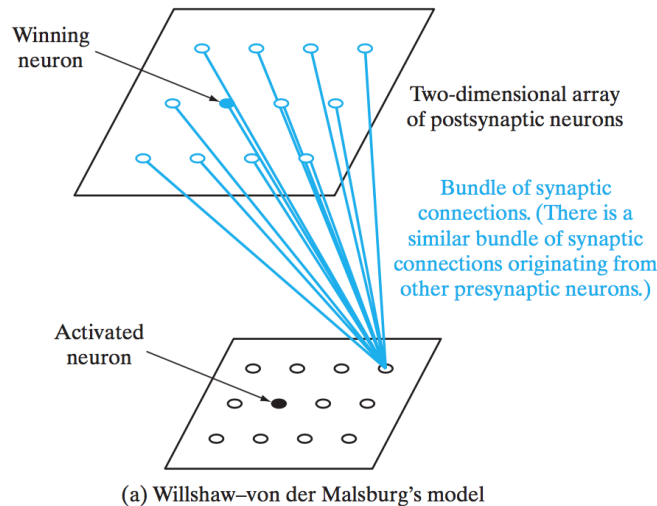 Winning
neuron
Two-dimensional array
of postsynaptic neurons
Bundle of synaptic
connections. (There is a
similar bundle of synaptic
connections originating from
other presynaptic neurons.)
Activated
neuron
(a) Willshaw–von der Malsburg’s model